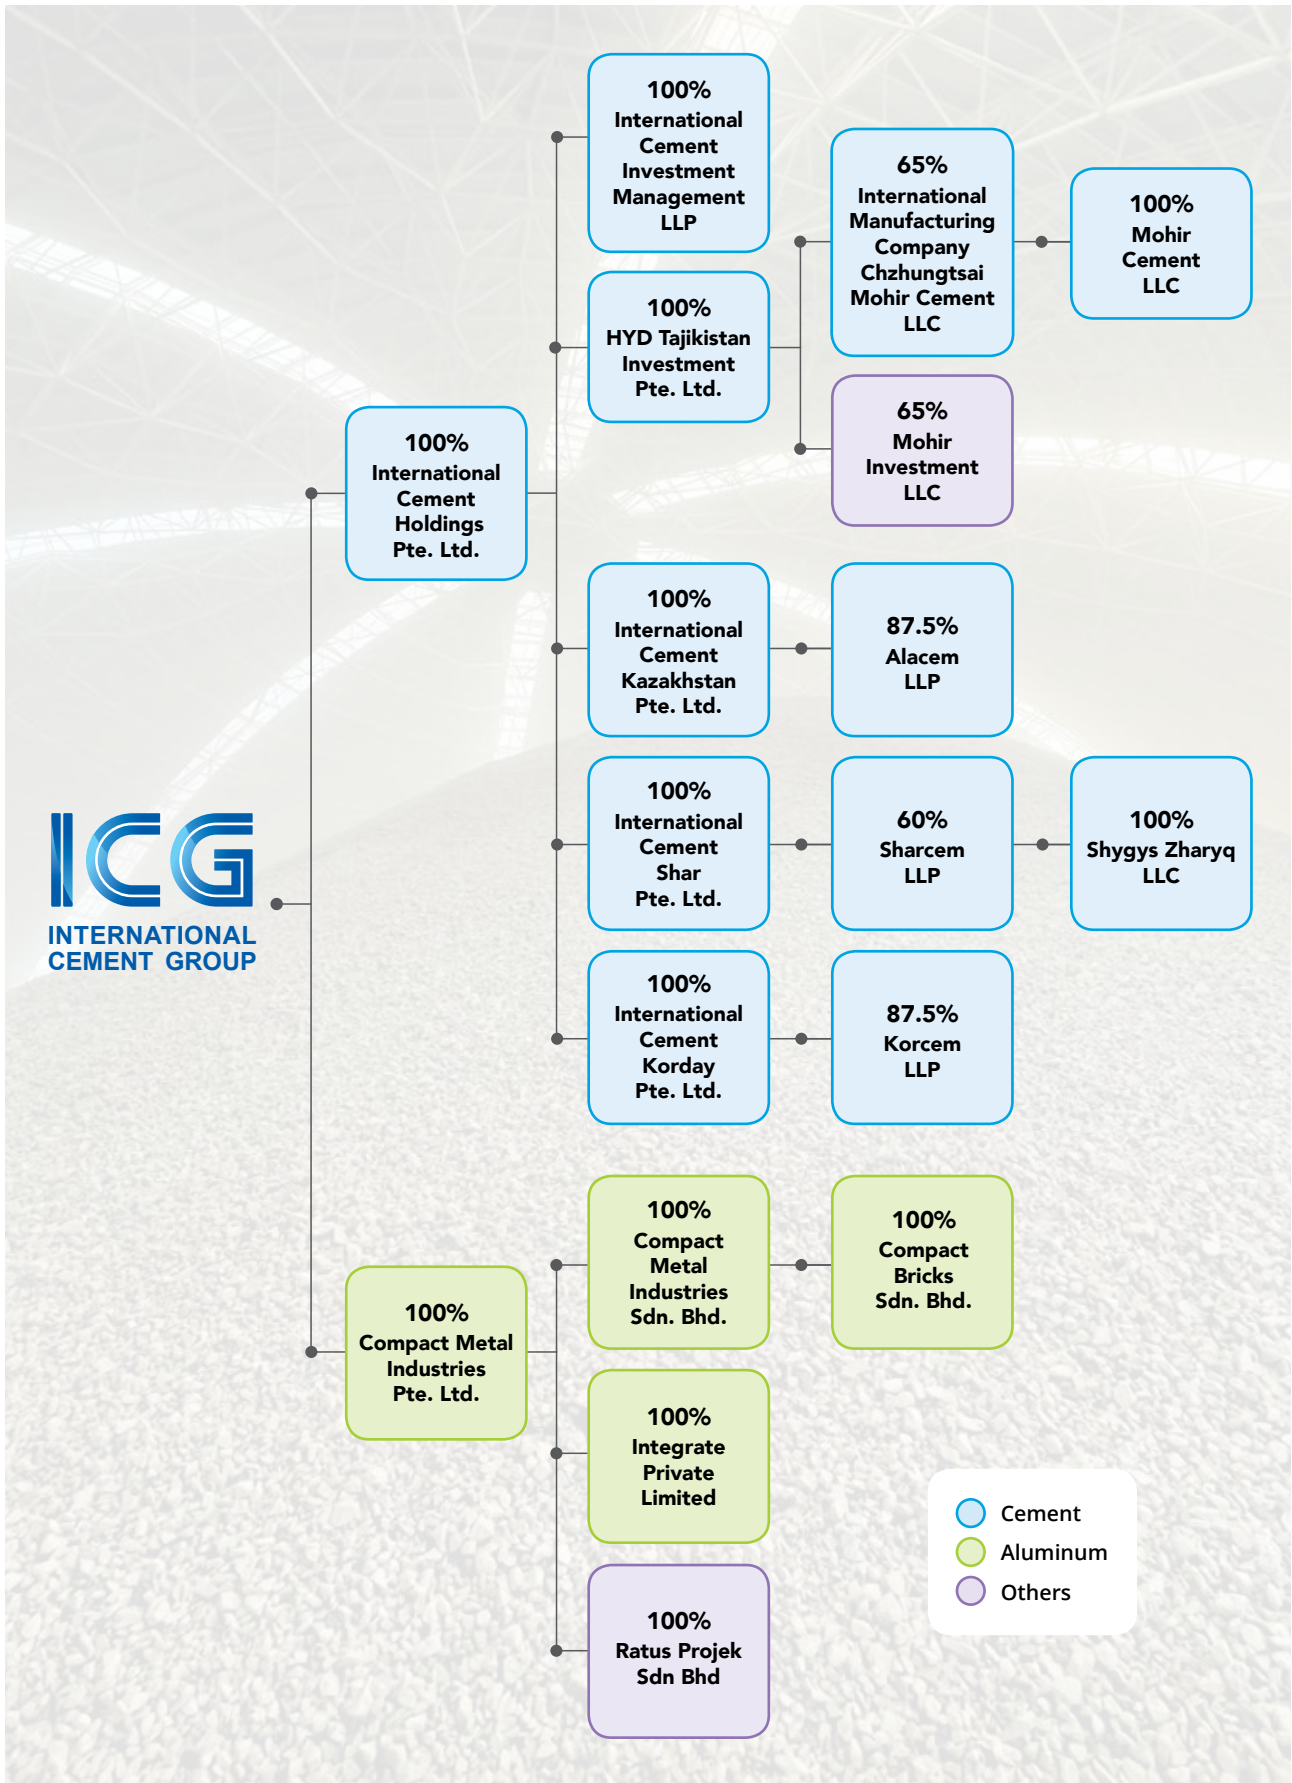 100%
International
Cement
Investment
Management
LLP
65%
International
Manufacturing
Company
Chzhungtsai
Mohir Cement
LLC
100%
Mohir
Cement
LLC
100%
HYD Tajikistan
Investment
Pte. Ltd.
65%
Mohir
Investment
LLC
100%
International
Cement
Holdings
Pte. Ltd.
100%
International
Cement
Kazakhstan
Pte. Ltd.
87.5%
Alacem
LLP
100%
International
Cement
Shar
Pte. Ltd.
60%
Sharcem
LLP
100%
Shygys Zharyq
LLC
ICG
INTERNATIONAL
CEMENT GROUP
100%
International
Cement
Korday
Pte. Ltd.
87.5%
Korcem
LLP
100%
Compact
Metal
Industries
Sdn. Bhd.
100%
Compact
Bricks
Sdn. Bhd.
100%
Compact Metal
Industries
Pte. Ltd.
100%
Integrate
Private
Limited
100%
Ratus Projek
Sdn Bhd
Cement
Aluminum
Others